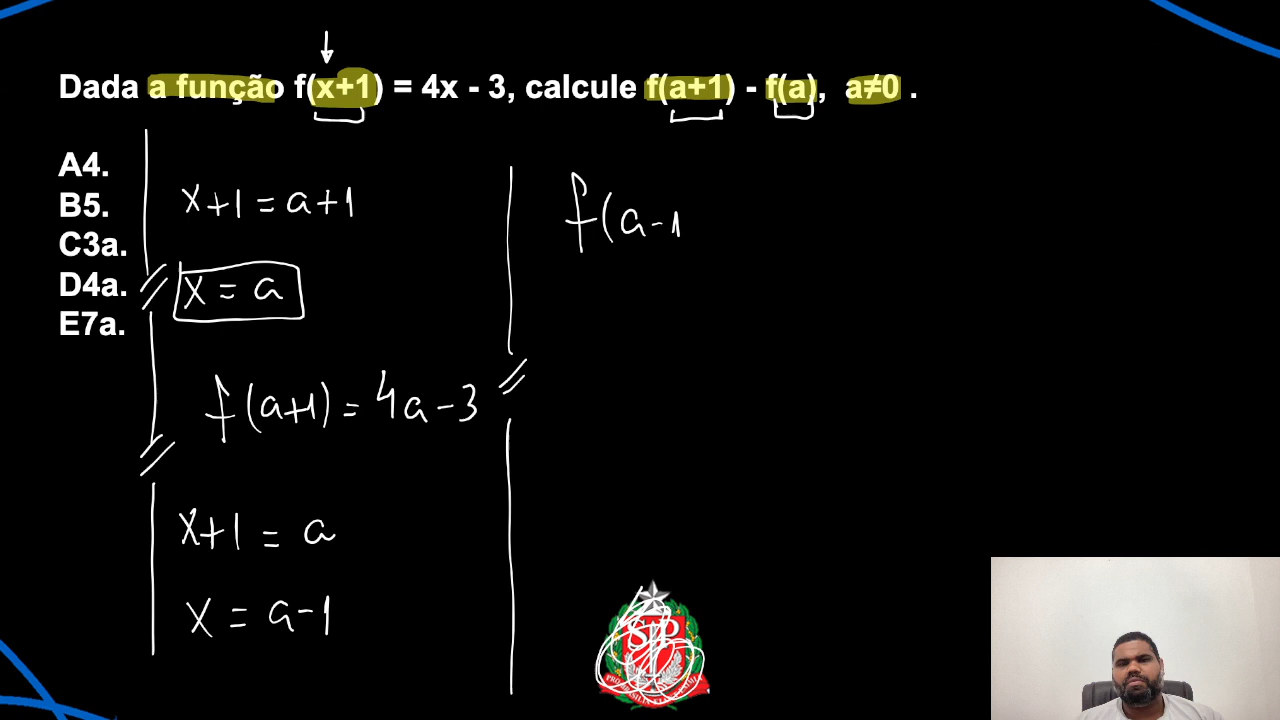 Dada a função f(x+1) = 4x - 3, calcule f(a+1) - f(a), a≠0 .
A4.
B5.
C3a.
D4a.
E7a.
x+1 = a+1
x = a
f(a+1) = 4a-3
x+1 = a
x = a-1
f(a-1
SP